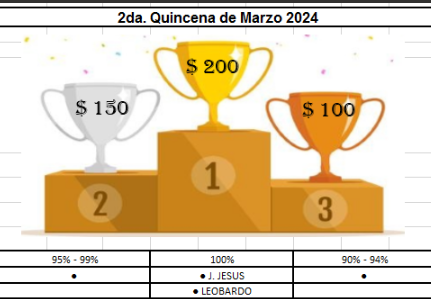 2da. Quincena de Marzo 2024
$ 200
$ 150
$ 100
1
2
3
95% - 99% 100% 90% - 94%
● ● J. JESUS ●
● LEOBARDO